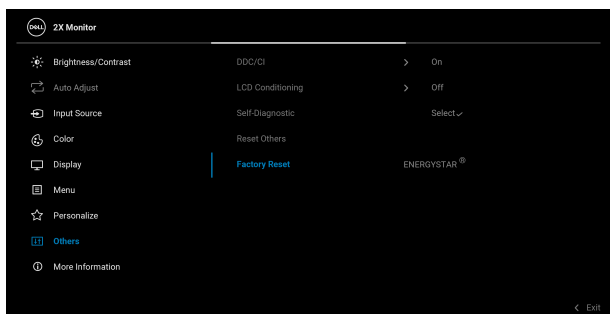 DELL 2X Monitor
Brightness/Contrast DDC/CI On
Auto Adjust LCD Conditioning Off
Input Source Self-Diagnostic Select
Color Reset Others
Display Factory Reset ENERGYSTAR ®
Menu
Personalize
Others
More Information
Exit